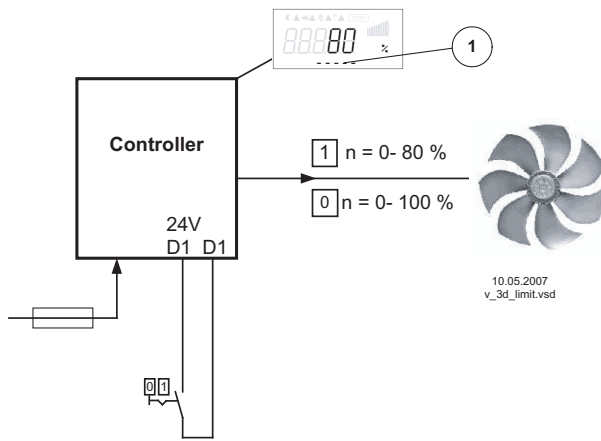 80
%
1
Controller
1 n = 0- 80 %
0 n = 0- 100 %
24V
D1 D1
10.05.2007
v_3d_limit.vsd
0 1